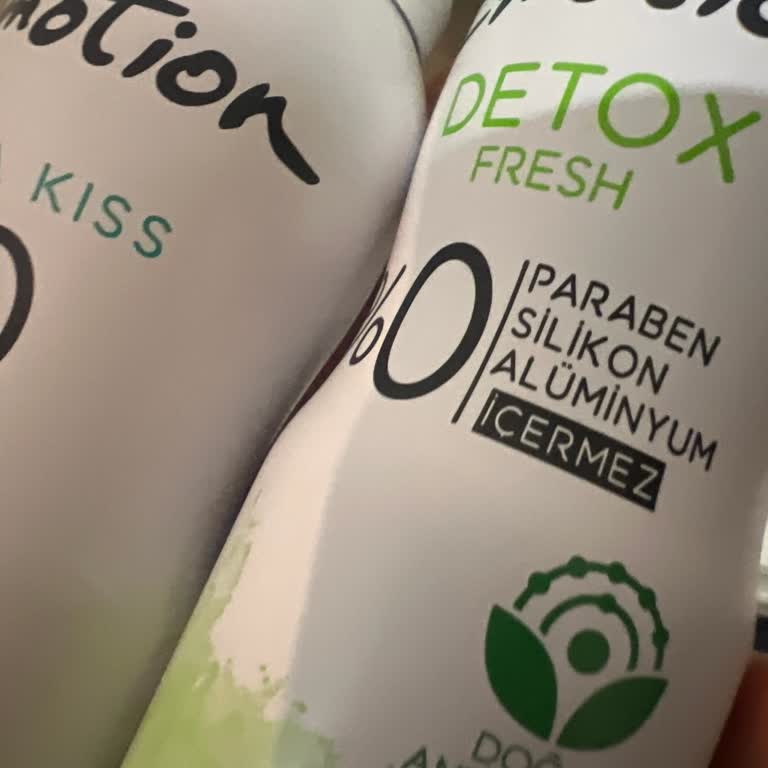 motion
KISS
DETOX
FRESH
%0
PARABEN
SİLİKON
ALÜMİNYUM
İÇERMEZ